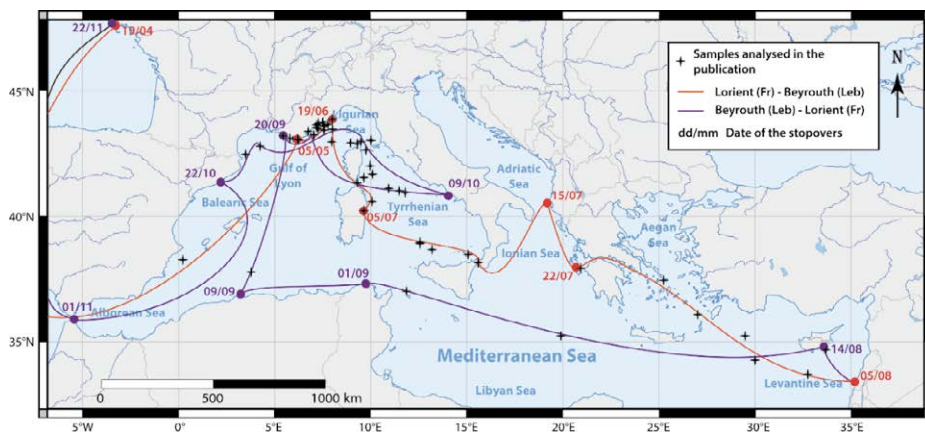 22/11
19/04
Samples analysed in the
publication
Lorient (Fr) - Beyrouth (Leb)
Beyrouth (Leb) - Lorient (Fr)
dd/mm Date of the stopovers
N
45°N
40°N
35°N
19/06
Ligurian
Sea
20/09
05/05
Gulf of
Lyon
22/10
Balearic Sea
09/10
Adriatic
Sea
15/07
05/07
Tyrrhenian
Sea
Aegan
Sea
Ionian Sea
22/07
01/09
09/09
01/11
Alborean Sea
14/08
Mediterranean Sea
05/08
Levantine Sea
Libyan Sea
0
500
1000 km
5°W
0°
5°E
10°E
15°E
20°E
25°E
30°E
35°E